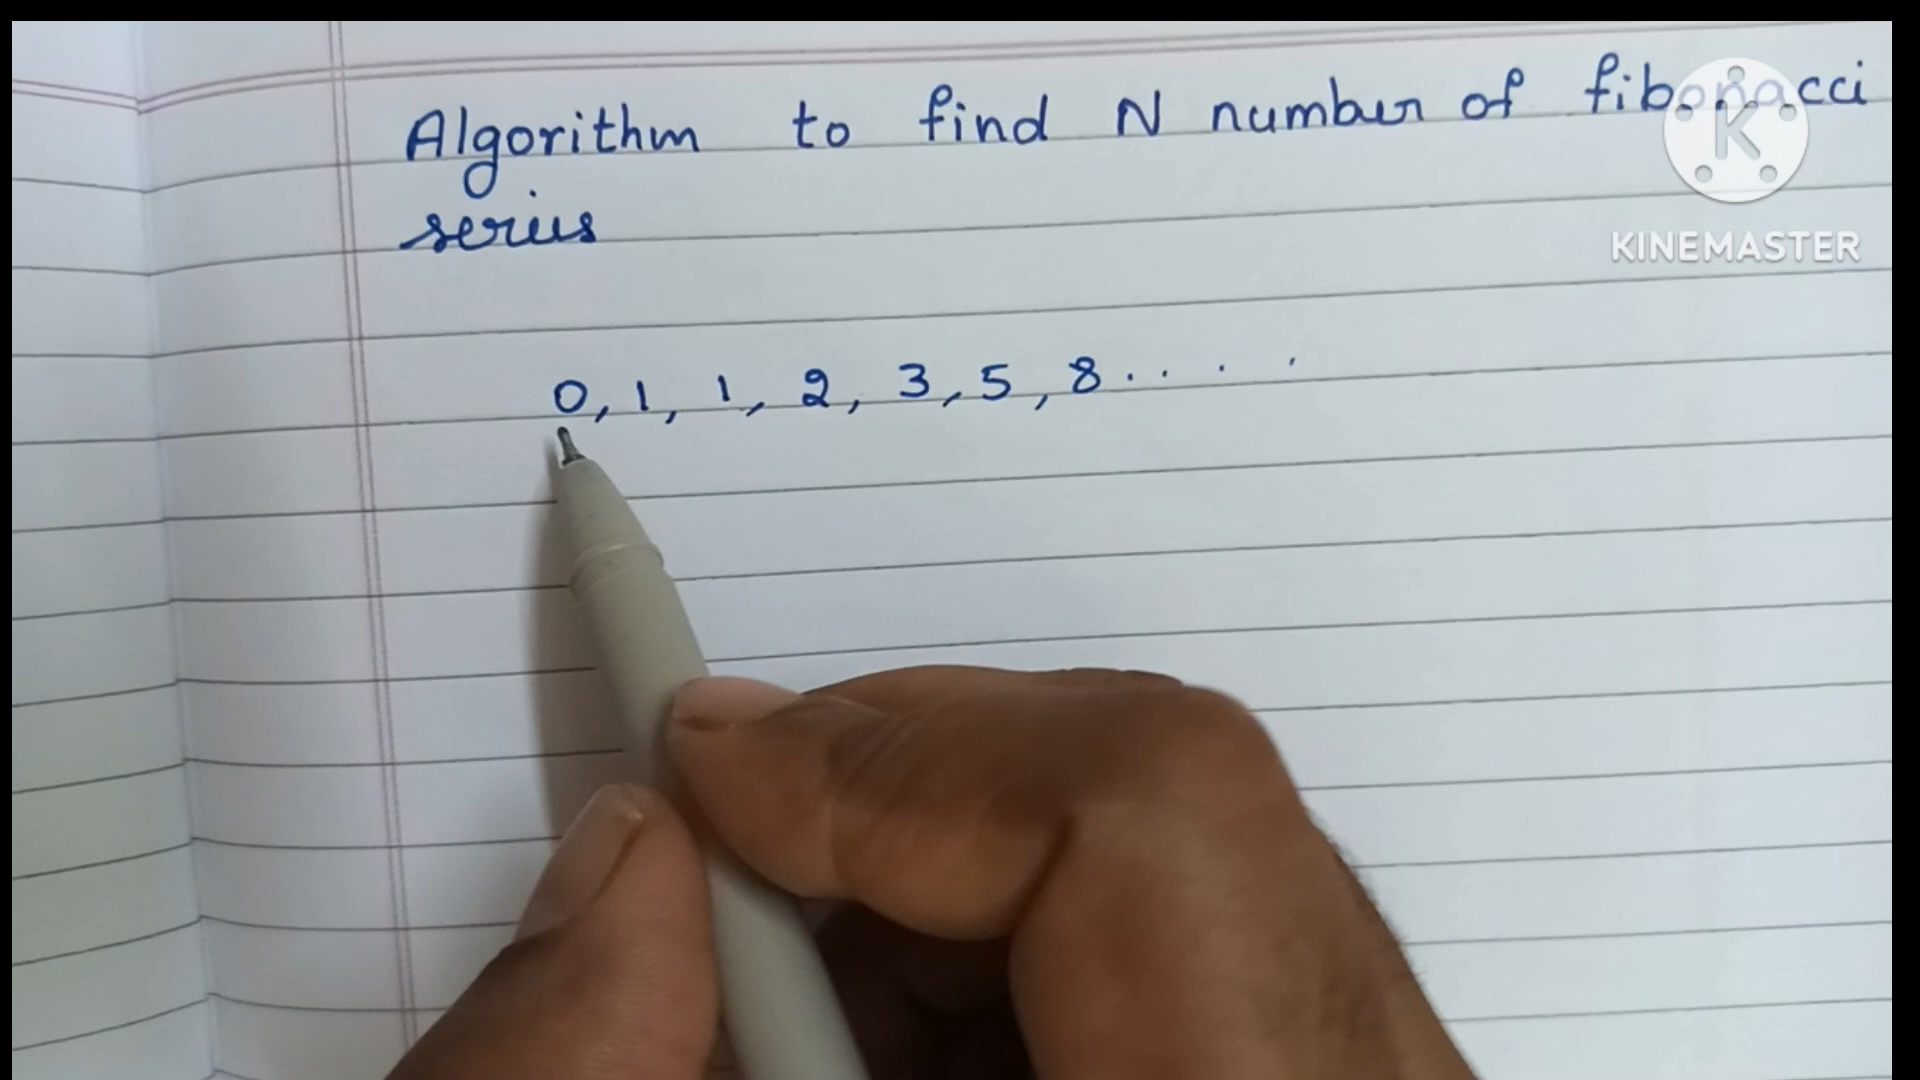 Algorithm to find N number of fibonacci
series
K
KINEMASTER
0, 1, 1, 2, 3, 5, 8 . . . .